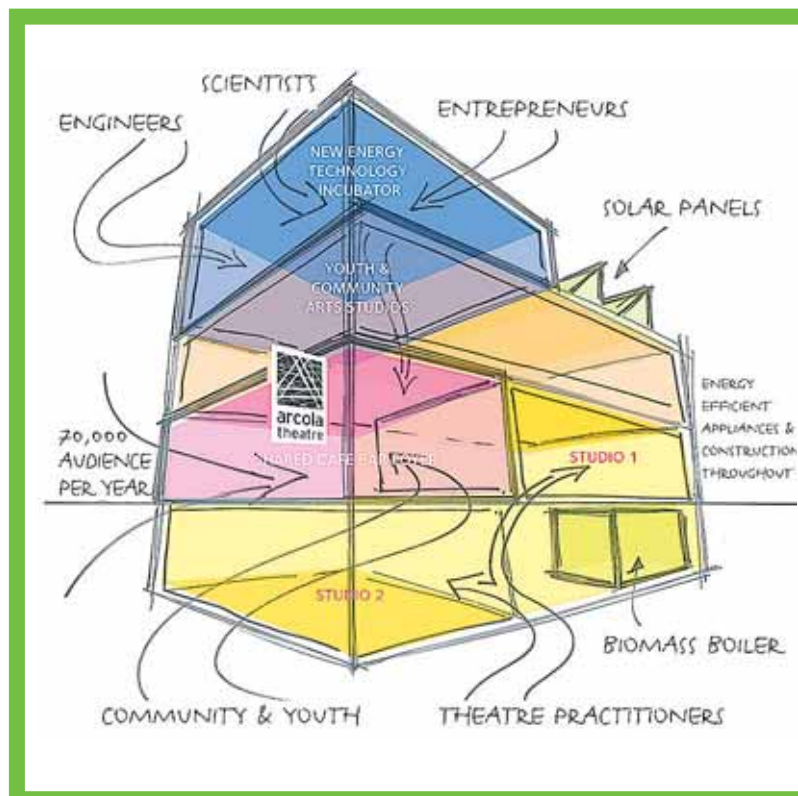 SCIENTISTS
ENGINEERS
ENTREPRENEURS
NEW ENERGY
TECHNOLOGY
INCUBATOR
SOLAR PANELS
YOUTH &
COMMUNITY
ARTS STUDIOS
arcola
theatre
ENERGY
EFFICIENT
APPLIANCES &
CONSTRUCTION
THROUGHOUT
70,000
AUDIENCE
PER YEAR
SHARED CAFE BAR FOYER
STUDIO 1
STUDIO 2
BIOMASS BOILER
COMMUNITY & YOUTH
THEATRE PRACTITIONERS